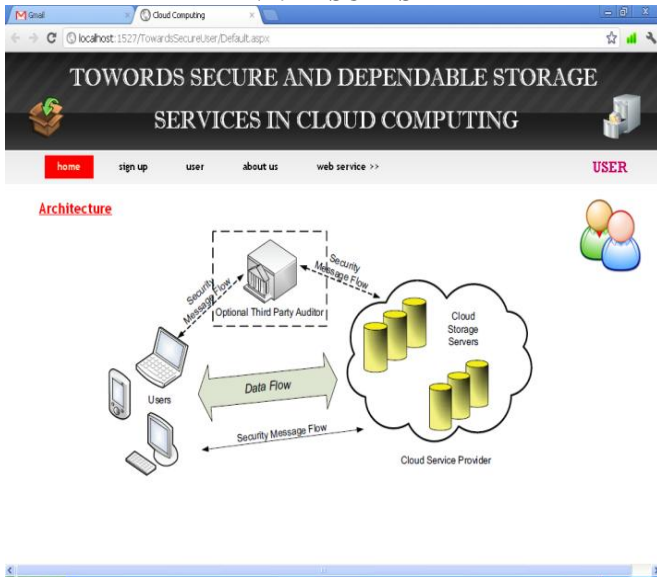 Gmail
Cloud Computing
localhost:1527/TowardsSecureUser/Default.aspx
TOWORDS SECURE AND DEPENDABLE STORAGE
SERVICES IN CLOUD COMPUTING
home sign up user about us web service >>
USER
Architecture
Security
Message Flow
Security
Message Flow
Optional Third Party Auditor
Cloud
Storage
Servers
Users
Data Flow
Security Message Flow
Cloud Service Provider